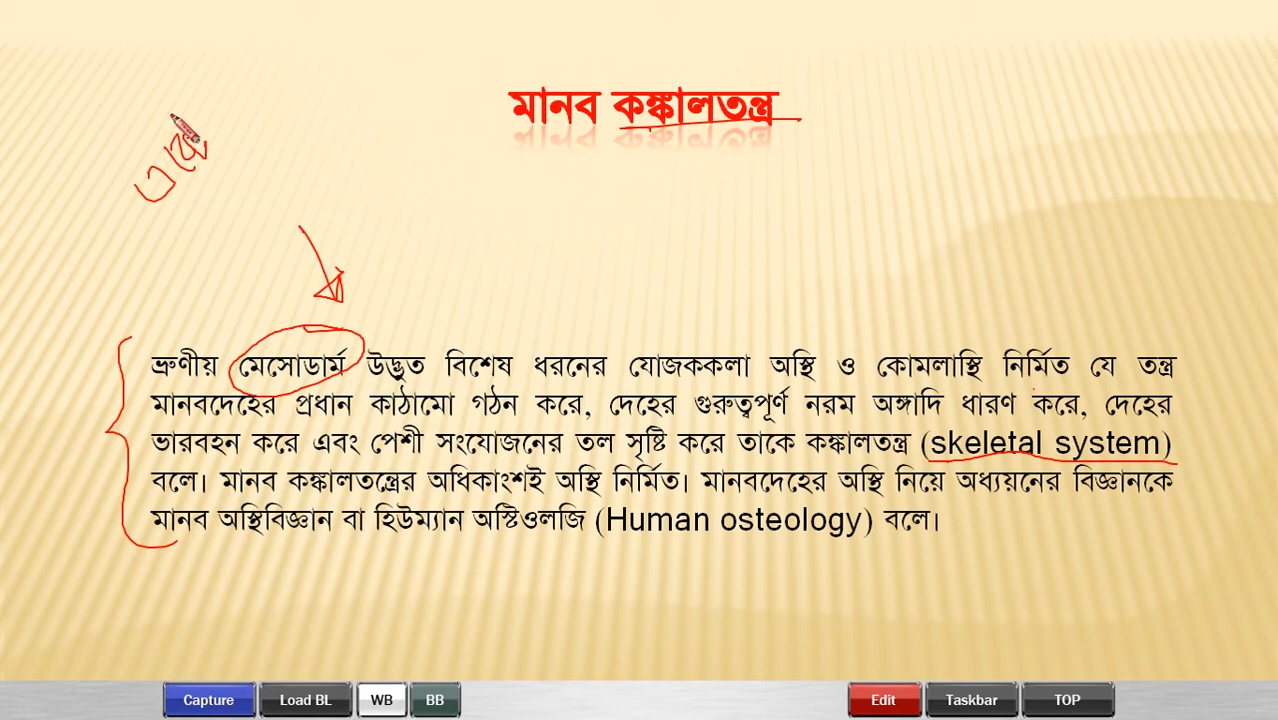 মানব কঙ্কালতন্ত্র
ভ্রুণীয় মেসোডার্ম উদ্ভুত বিশেষ ধরনের যোজককলা অস্থি ও কোমলাস্থি নির্মিত যে তন্ত্র
মানবদেহের প্রধান কাঠামো গঠন করে, দেহের গুরুত্বপূর্ণ নরম অঙ্গাদি ধারণ করে, দেহের
ভারবহন করে এবং পেশী সংযোজনের তল সৃষ্টি করে তাকে কঙ্কালতন্ত্র (skeletal system)
বলে। মানব কঙ্কালতন্ত্রের অধিকাংশই অস্থি নির্মিত। মানবদেহের অস্থি নিয়ে অধ্যয়নের বিজ্ঞানকে
মানব অস্থিবিজ্ঞান বা হিউম্যান অস্টিওলজি (Human osteology) বলে।
Capture Load BL WB BB Edit Taskbar TOP